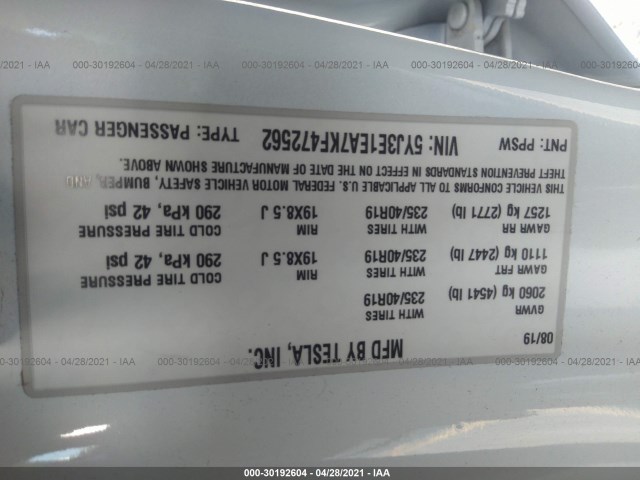 MFD BY TESLA, INC. 08/19
GVWR
2060 kg (4541 lb) WITH TIRES 235/40R19
GAWR FRT WITH TIRES RIM COLD TIRE PRESSURE
1110 kg (2447 lb) 235/40R19 19X8.5 J 290 kPa, 42 psi
GAWR RR WITH TIRES RIM COLD TIRE PRESSURE
1257 kg (2771 lb) 235/40R19 19X8.5 J 290 kPa, 42 psi
THIS VEHICLE CONFORMS TO ALL APPLICABLE U.S. FEDERAL MOTOR VEHICLE SAFETY, BUMPER, AND
THEFT PREVENTION STANDARDS IN EFFECT ON THE DATE OF MANUFACTURE SHOWN ABOVE.
PNT: PPSW VIN: 5YJ3E1EA7KF472562 TYPE: PASSENGER CAR
000-30192604 - 04/28/2021 - IAA